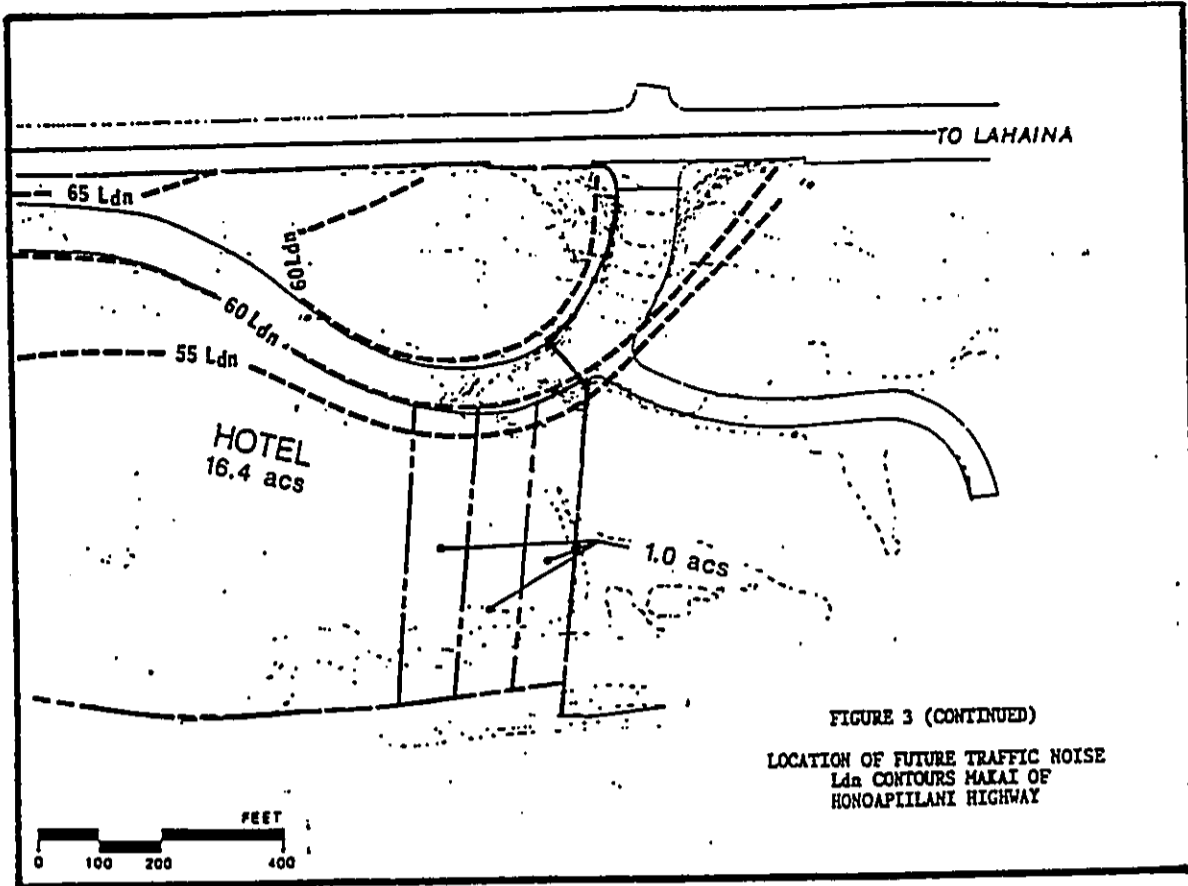 TO LAHAINA
65 Ldn
60 Ldn
60 Ldn
55 Ldn
HOTEL
16.4 acs
1.0 acs
FIGURE 3 (CONTINUED)
LOCATION OF FUTURE TRAFFIC NOISE
Ldn CONTOURS MAKAI OF
HONOAPIILANI HIGHWAY
FEET
0 100 200 400